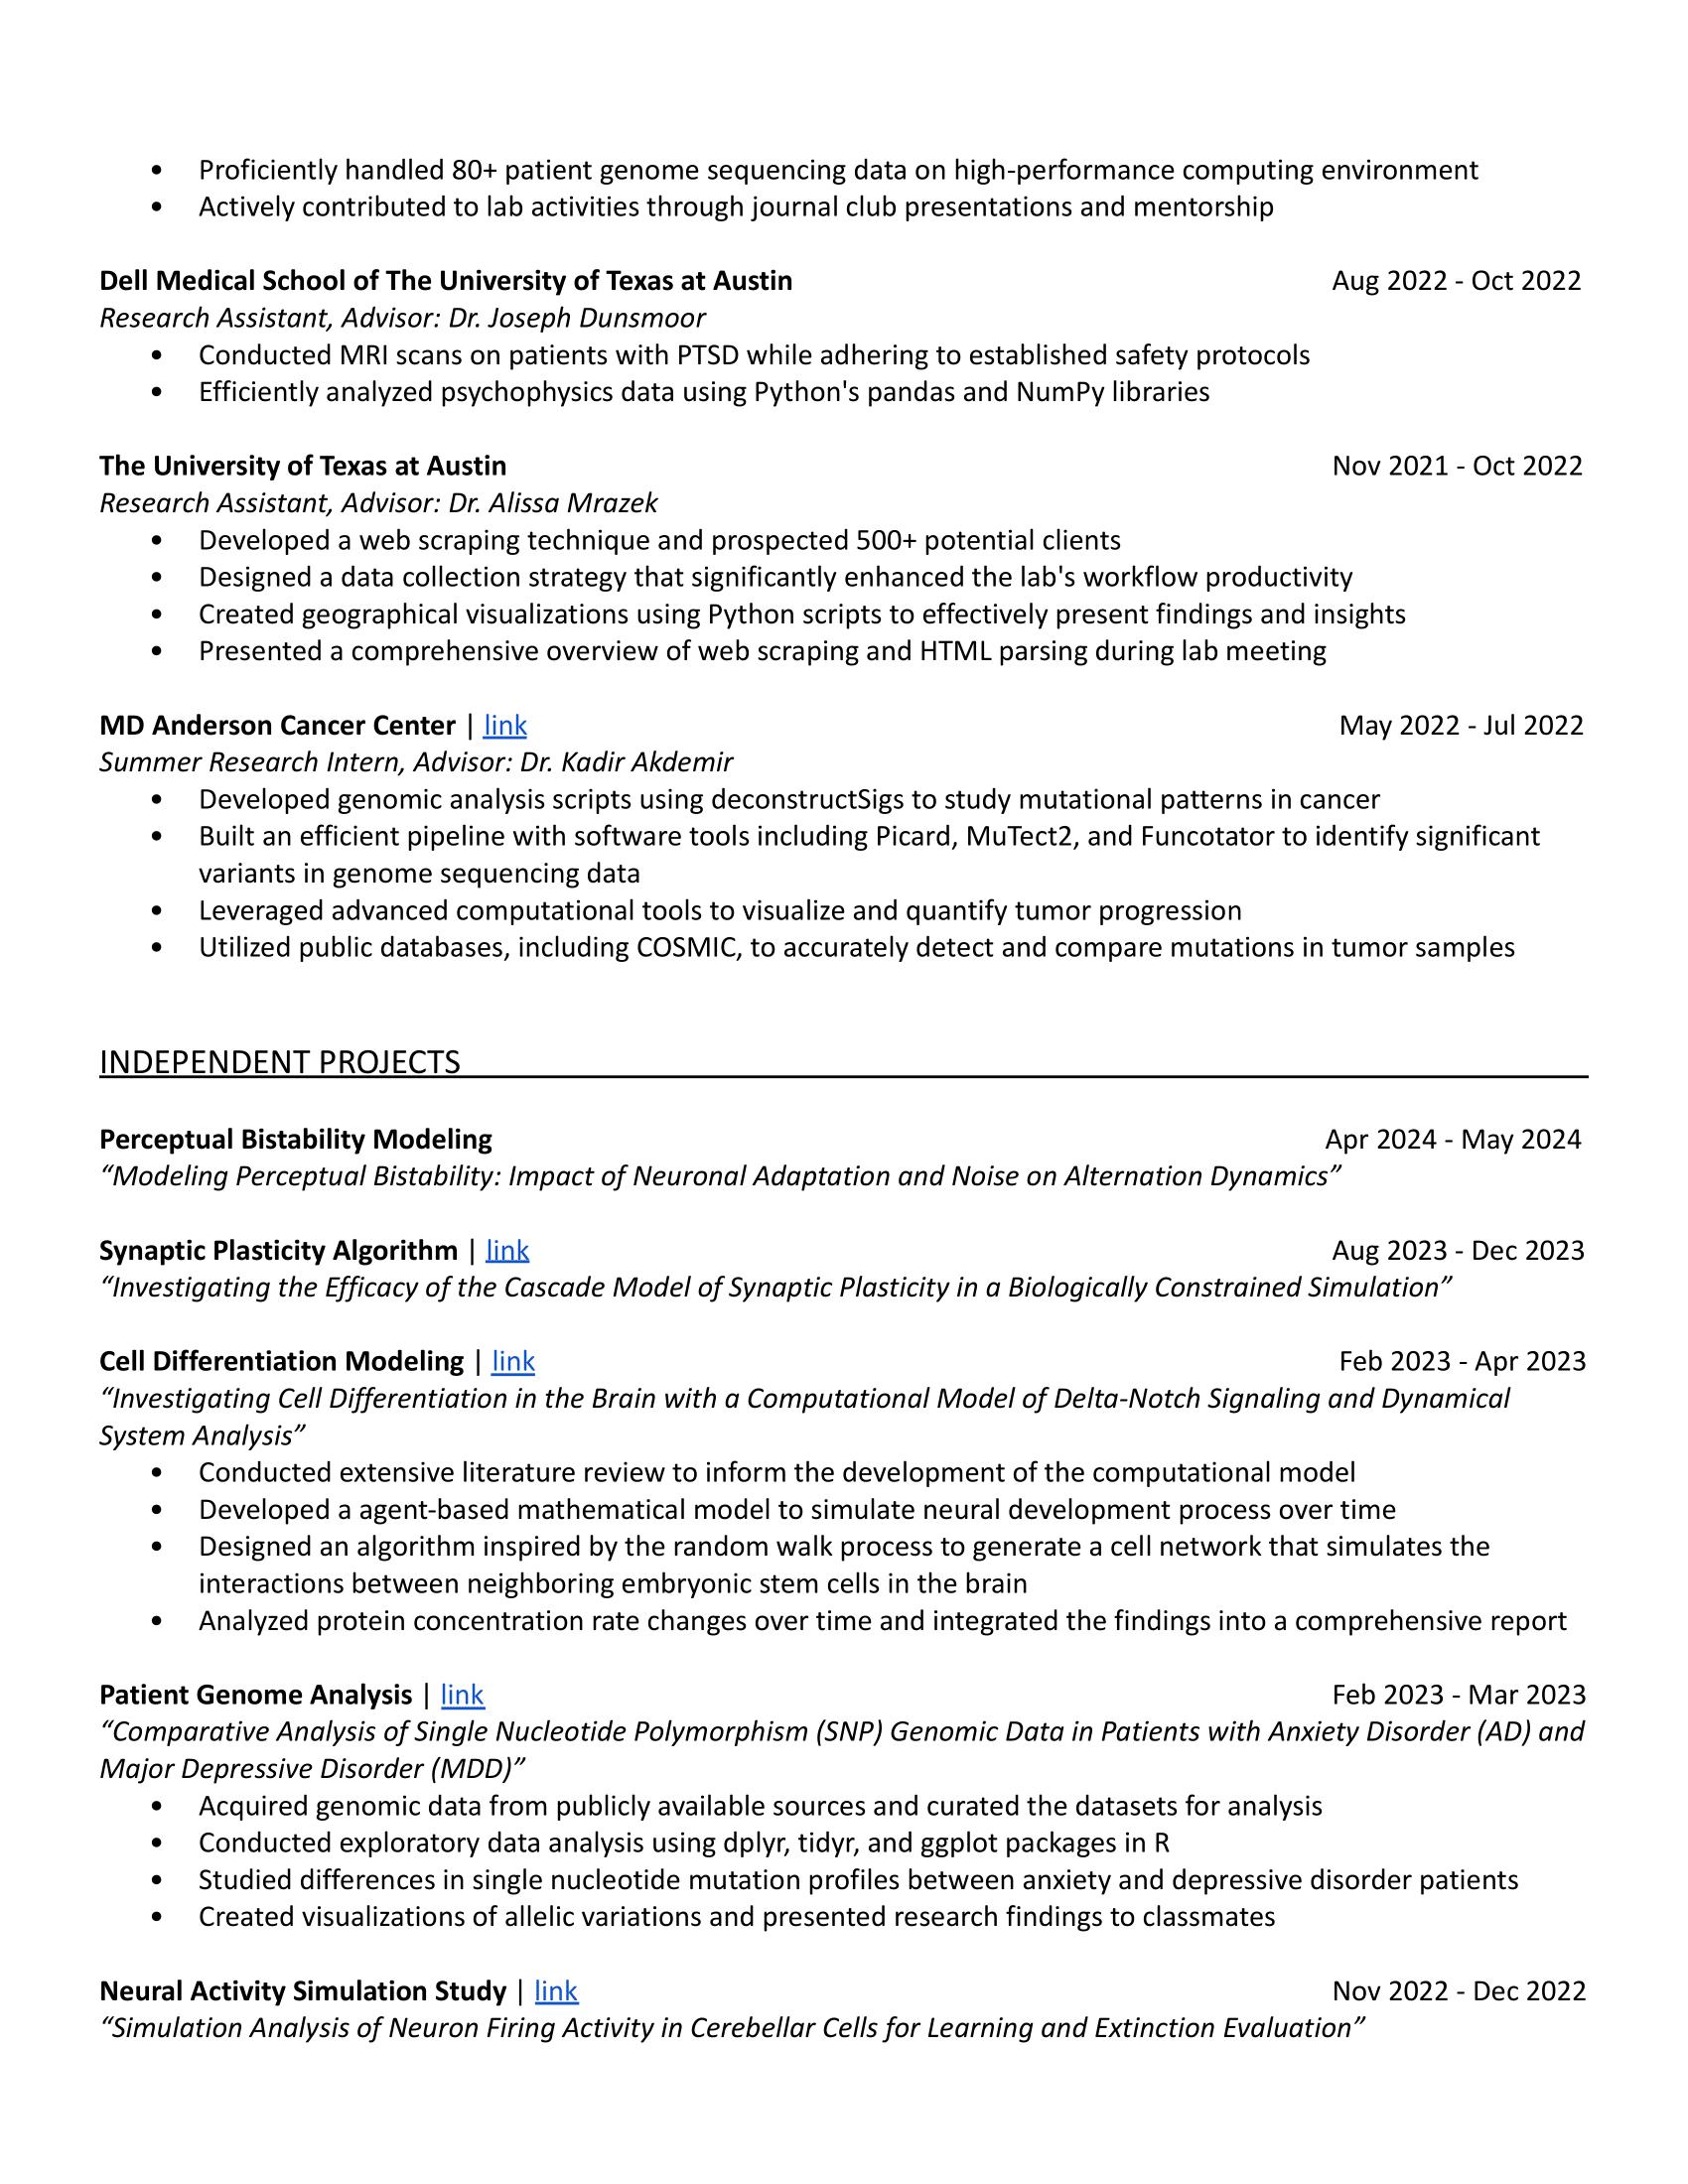 • Proficiently handled 80+ patient genome sequencing data on high-performance computing environment
• Actively contributed to lab activities through journal club presentations and mentorship
Dell Medical School of The University of Texas at Austin Aug 2022 - Oct 2022
Research Assistant, Advisor: Dr. Joseph Dunsmoor
• Conducted MRI scans on patients with PTSD while adhering to established safety protocols
• Efficiently analyzed psychophysics data using Python's pandas and NumPy libraries
The University of Texas at Austin Nov 2021 - Oct 2022
Research Assistant, Advisor: Dr. Alissa Mrazek
• Developed a web scraping technique and prospected 500+ potential clients
• Designed a data collection strategy that significantly enhanced the lab's workflow productivity
• Created geographical visualizations using Python scripts to effectively present findings and insights
• Presented a comprehensive overview of web scraping and HTML parsing during lab meeting
MD Anderson Cancer Center | link May 2022 - Jul 2022
Summer Research Intern, Advisor: Dr. Kadir Akdemir
• Developed genomic analysis scripts using deconstructSigs to study mutational patterns in cancer
• Built an efficient pipeline with software tools including Picard, MuTect2, and Funcotator to identify significant
variants in genome sequencing data
• Leveraged advanced computational tools to visualize and quantify tumor progression
• Utilized public databases, including COSMIC, to accurately detect and compare mutations in tumor samples
INDEPENDENT PROJECTS
Perceptual Bistability Modeling Apr 2024 - May 2024
“Modeling Perceptual Bistability: Impact of Neuronal Adaptation and Noise on Alternation Dynamics”
Synaptic Plasticity Algorithm | link Aug 2023 - Dec 2023
“Investigating the Efficacy of the Cascade Model of Synaptic Plasticity in a Biologically Constrained Simulation”
Cell Differentiation Modeling | link Feb 2023 - Apr 2023
“Investigating Cell Differentiation in the Brain with a Computational Model of Delta-Notch Signaling and Dynamical
System Analysis”
• Conducted extensive literature review to inform the development of the computational model
• Developed a agent-based mathematical model to simulate neural development process over time
• Designed an algorithm inspired by the random walk process to generate a cell network that simulates the
interactions between neighboring embryonic stem cells in the brain
• Analyzed protein concentration rate changes over time and integrated the findings into a comprehensive report
Patient Genome Analysis | link Feb 2023 - Mar 2023
“Comparative Analysis of Single Nucleotide Polymorphism (SNP) Genomic Data in Patients with Anxiety Disorder (AD) and
Major Depressive Disorder (MDD)”
• Acquired genomic data from publicly available sources and curated the datasets for analysis
• Conducted exploratory data analysis using dplyr, tidyr, and ggplot packages in R
• Studied differences in single nucleotide mutation profiles between anxiety and depressive disorder patients
• Created visualizations of allelic variations and presented research findings to classmates
Neural Activity Simulation Study | link Nov 2022 - Dec 2022
“Simulation Analysis of Neuron Firing Activity in Cerebellar Cells for Learning and Extinction Evaluation”